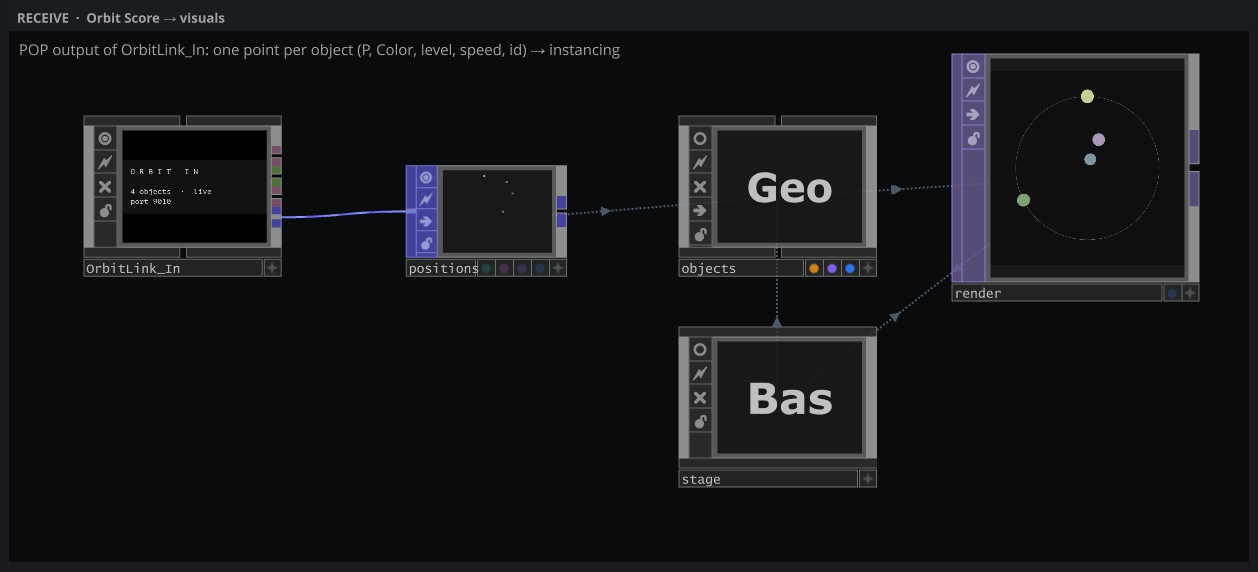 RECEIVE · Orbit Score → visuals
POP output of OrbitLink_In: one point per object (P, Color, level, speed, id) → instancing
ORBIT IN
4 objects · live
port 9010
OrbitLink_In
positions
Geo
objects
Bas
stage
render